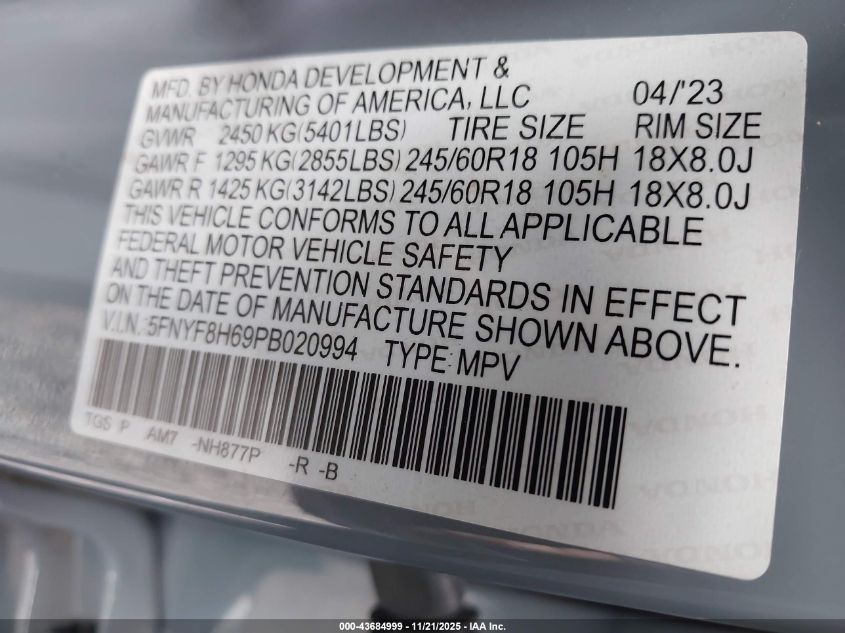 MFD. BY HONDA DEVELOPMENT &
MANUFACTURING OF AMERICA, LLC 04/'23
GVWR 2450 KG(5401LBS) TIRE SIZE RIM SIZE
GAWR F 1295 KG(2855LBS) 245/60R18 105H 18X8.0J
GAWR R 1425 KG(3142LBS) 245/60R18 105H 18X8.0J
THIS VEHICLE CONFORMS TO ALL APPLICABLE
FEDERAL MOTOR VEHICLE SAFETY
AND THEFT PREVENTION STANDARDS IN EFFECT
ON THE DATE OF MANUFACTURE SHOWN ABOVE.
V.I.N.:5FNYF8H69PB020994 TYPE:MPV
TGS P AM7 -NH877P -R -B
HONDA HONDA
000-43684999 — 11/21/2025 — IAA Inc.